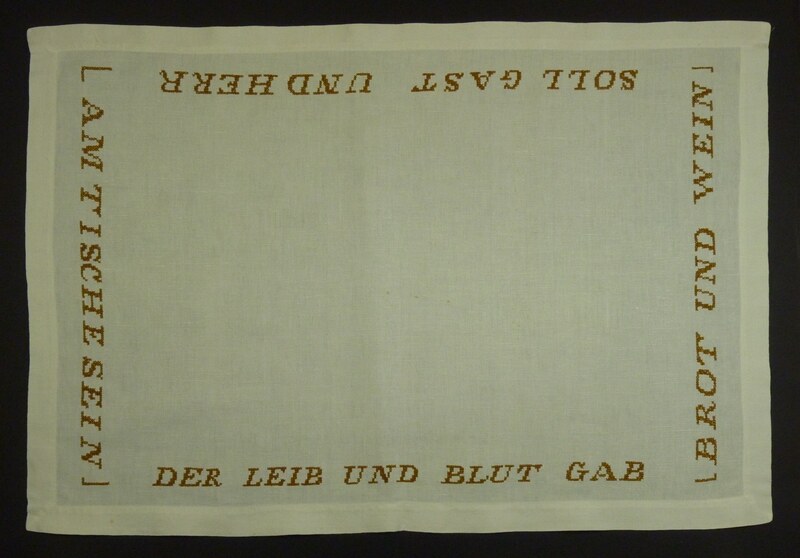 DER LEIB UND BLUT GAB
BROT UND WEIN
SOLL GAST UND HERR
AM TISCHE SEIN